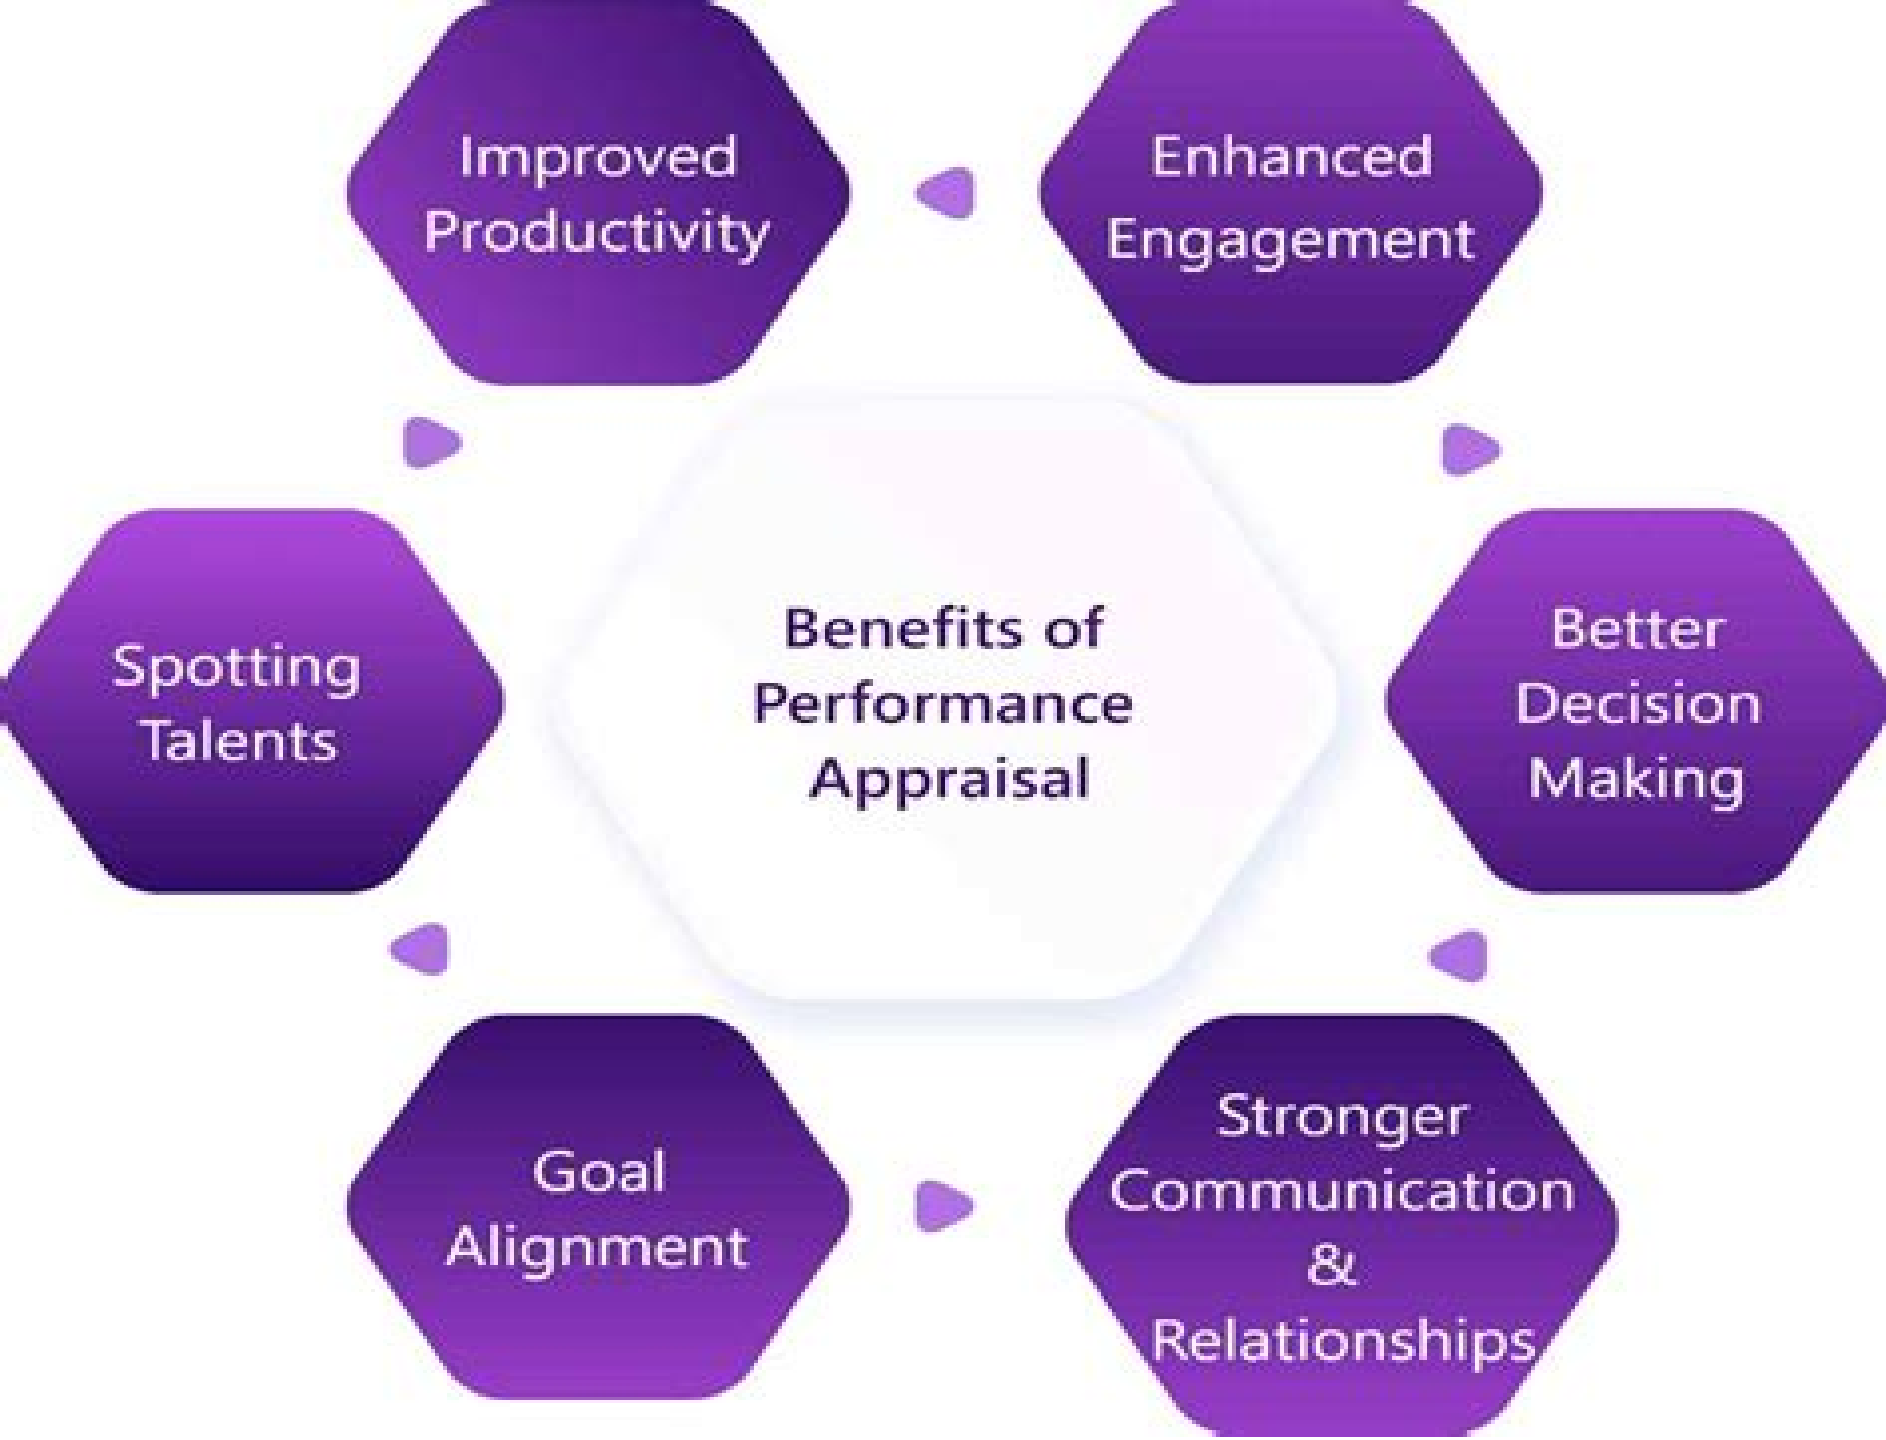 Improved
Productivity
Enhanced
Engagement
Spotting
Talents
Benefits of
Performance
Appraisal
Better
Decision
Making
Goal
Alignment
Stronger
Communication
&
Relationships